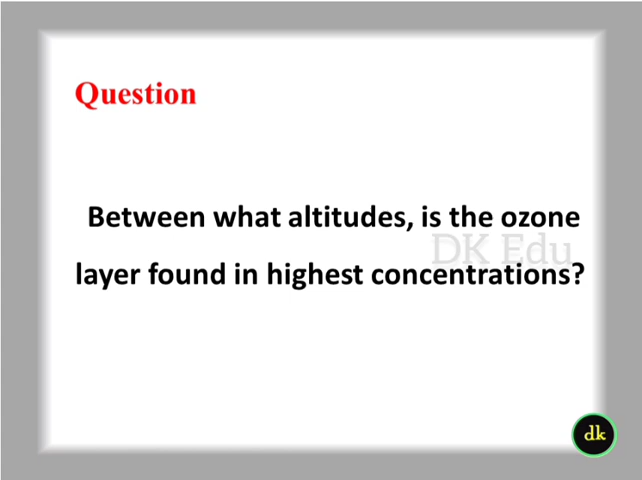 Question
Between what altitudes, is the ozone
DK Edu
layer found in highest concentrations?
dk